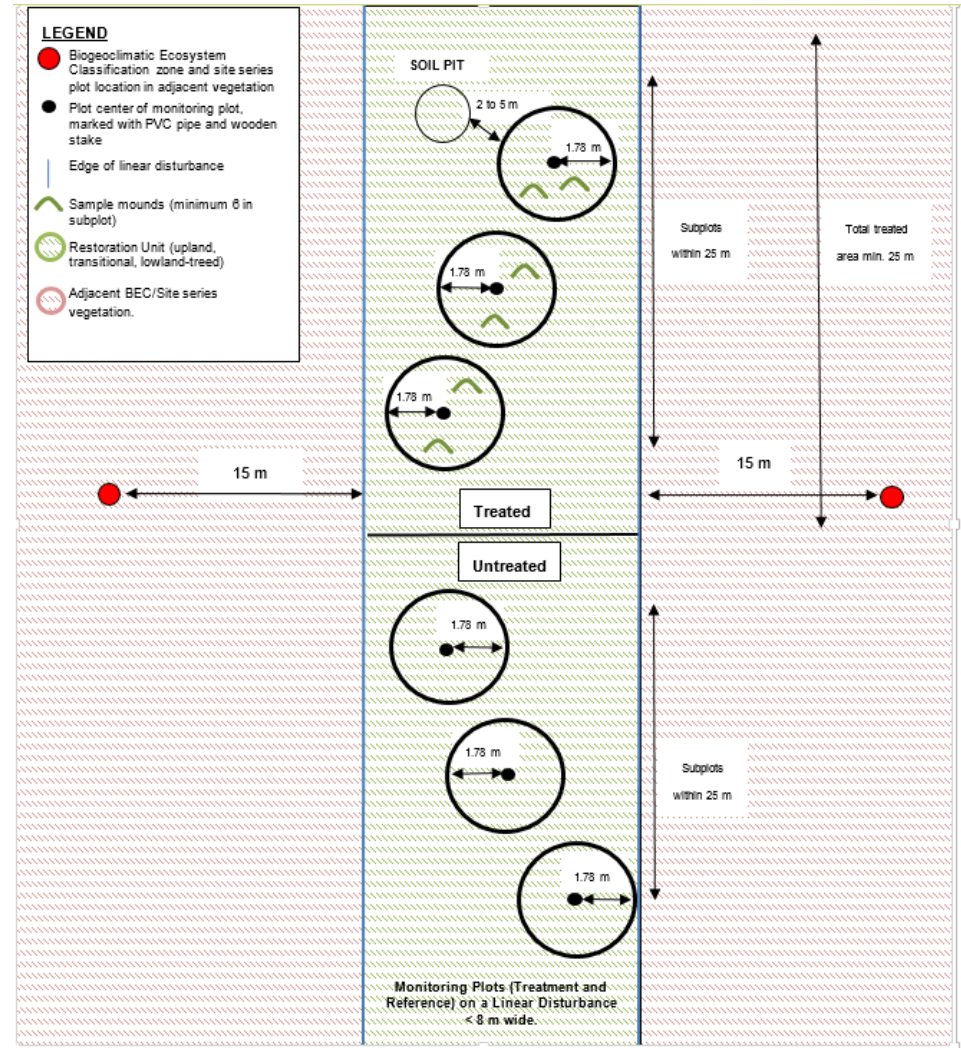 LEGEND
Biogeoclimatic Ecosystem
Classification zone and site series
plot location in adjacent vegetation
Plot center of monitoring plot,
marked with PVC pipe and wooden
stake
Edge of linear disturbance
Sample mounds (minimum 6 in
subplot)
Restoration Unit (upland,
transitional, lowland-treed)
Adjacent BEC/Site series
vegetation.
SOIL PIT
2 to 5 m
1.78 m
1.78 m
1.78 m
Subplots
within 25 m
Total treated
area min. 25 m
15 m
15 m
Treated
Untreated
1.78 m
1.78 m
1.78 m
Subplots
within 25 m
Monitoring Plots (Treatment and
Reference) on a Linear Disturbance
< 8 m wide.